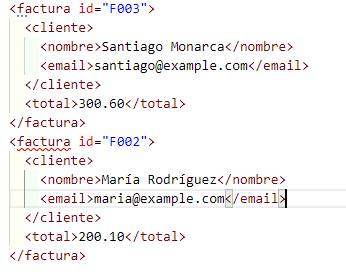 <factura id="F003">
<cliente>
<nombre>Santiago Monarca</nombre>
<email>santiago@example.com</email>
</cliente>
<total>300.60</total>
</factura>
<factura id="F002">
<cliente>
<nombre>María Rodríguez</nombre>
<email>maria@example.com</email>
</cliente>
<total>200.10</total>
</factura>